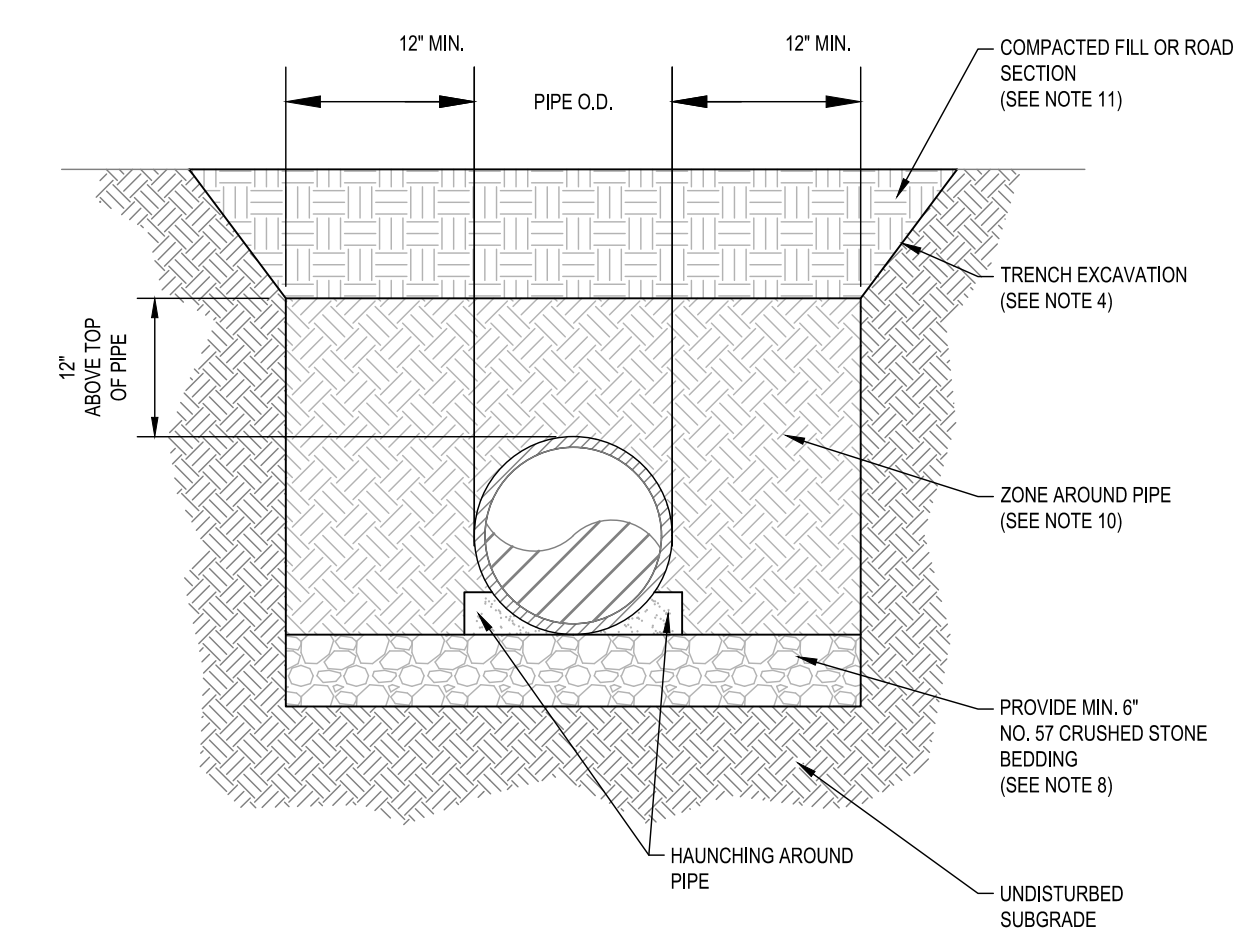 12" MIN.
12" MIN.
PIPE O.D.
COMPACTED FILL OR ROAD
SECTION
(SEE NOTE 11)
TRENCH EXCAVATION
(SEE NOTE 4)
12"
ABOVE TOP
OF PIPE
ZONE AROUND PIPE
(SEE NOTE 10)
PROVIDE MIN. 6"
NO. 57 CRUSHED STONE
BEDDING
(SEE NOTE 8)
HAUNCHING AROUND
PIPE
UNDISTURBED
SUBGRADE